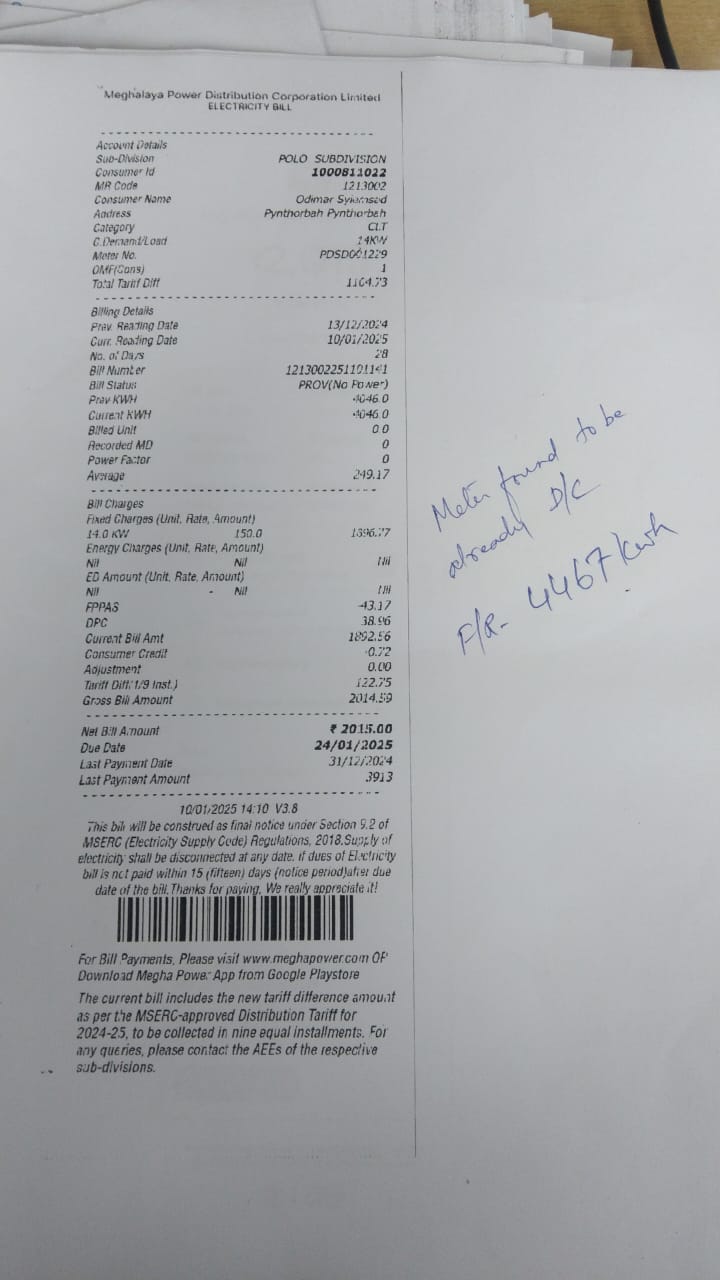 Meghalaya Power Distribution Corporation Limited
ELECTRICITY BILL
Account Details
Sub-Division POLO SUBDIVISION
Consumer Id 1000811022
MR Code 1213002
Consumer Name Odimar
Address Pynthorbah Pynthorbah
Category CLT
C.Demand/Load 14KW
Meter No. PDSD001229
OMF(Cons) 1
Total Tariff Diff 1104.73
Billing Details
Prev. Reading Date 13/12/2024
Curr. Reading Date 10/01/2025
No. of Days 28
Bill Number
Bill Status PROV(No Power)
Prev KWH 4046.0
Current KWH 4046.0
Billed Unit 0.0
Recorded MD 0
Power Factor 0
Average 249.17
Bill Charges
Fixed Charges (Unit, Rate, Amount)
14.0 KW 150.0
Energy Charges (Unit, Rate, Amount)
Nil Nil Nil
ED Amount (Unit, Rate, Amount)
Nil - Nil Nil
FPPAS -43.17
DPC 38.96
Current Bill Amt 1892.56
Consumer Credit -0.72
Adjustment 0.00
Tariff Diff(1/9 Inst.) 122.75
Gross Bill Amount 2014.59
Net Bill Amount ₹ 2015.00
Due Date 24/01/2025
Last Payment Date 31/12/2024
Last Payment Amount 3913
10/01/2025 14:10 V3.8
This bill will be construed as final notice under Section 9.2 of
MSERC (Electricity Supply Code) Regulations, 2018.Supply of
electricity shall be disconnected at any date, if dues of Electricity
bill is not paid within 15 (fifteen) days (notice period)after due
date of the bill. Thanks for paying, We really appreciate it!
For Bill Payments, Please visit www.meghapower.com OR
Download Megha Power App from Google Playstore
The current bill includes the new tariff difference amount
as per the MSERC-approved Distribution Tariff for
2024-25, to be collected in nine equal installments. For
any queries, please contact the AEEs of the respective
sub-divisions.
Meter found to be
already D/C
F/R- 4467 kwh